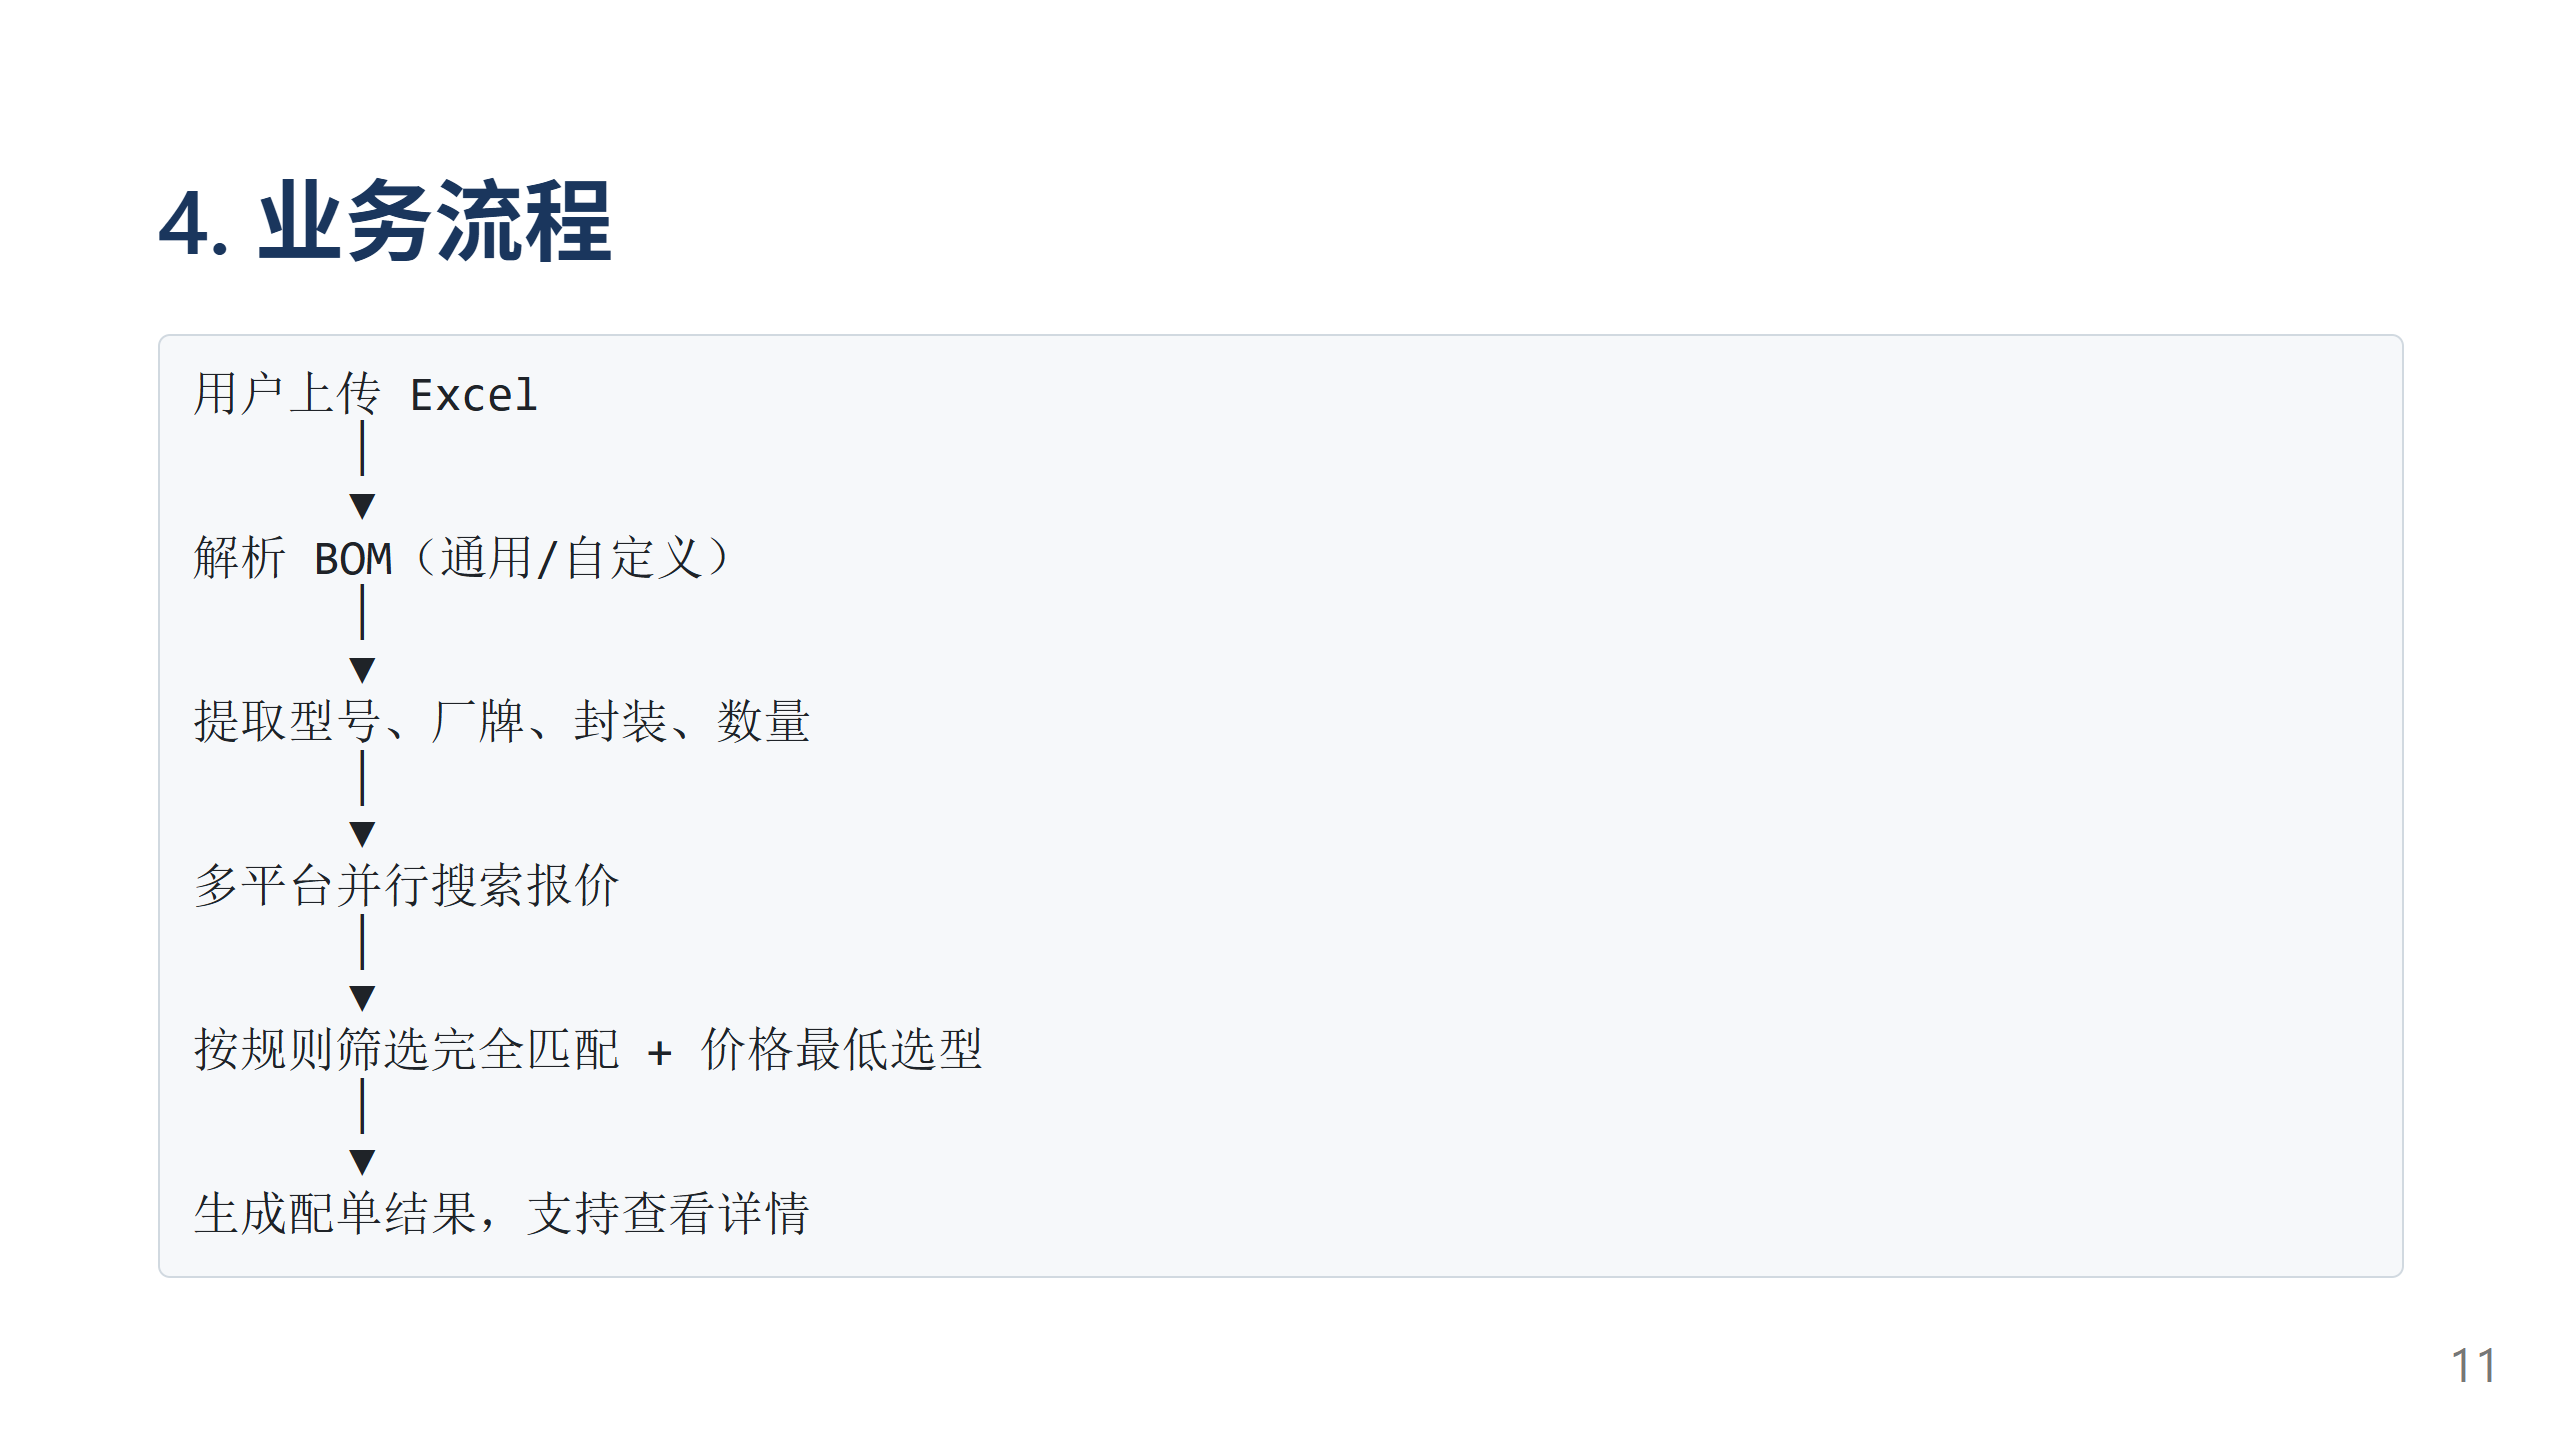 4. 业务流程
用户上传 Excel
│
▼
解析 BOM（通用/自定义）
│
▼
提取型号、厂牌、封装、数量
│
▼
多平台并行搜索报价
│
▼
按规则筛选完全匹配 + 价格最低选型
│
▼
生成配单结果，支持查看详情
11